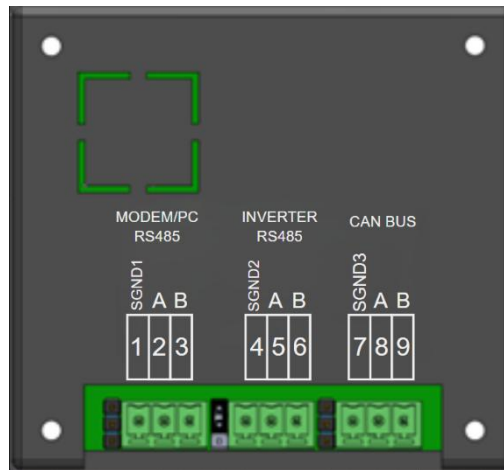 MODEM/PC
RS485
INVERTER
RS485
CAN BUS
SGND1 A B
SGND2 A B
SGND3 A B
1 2 3
4 5 6
7 8 9